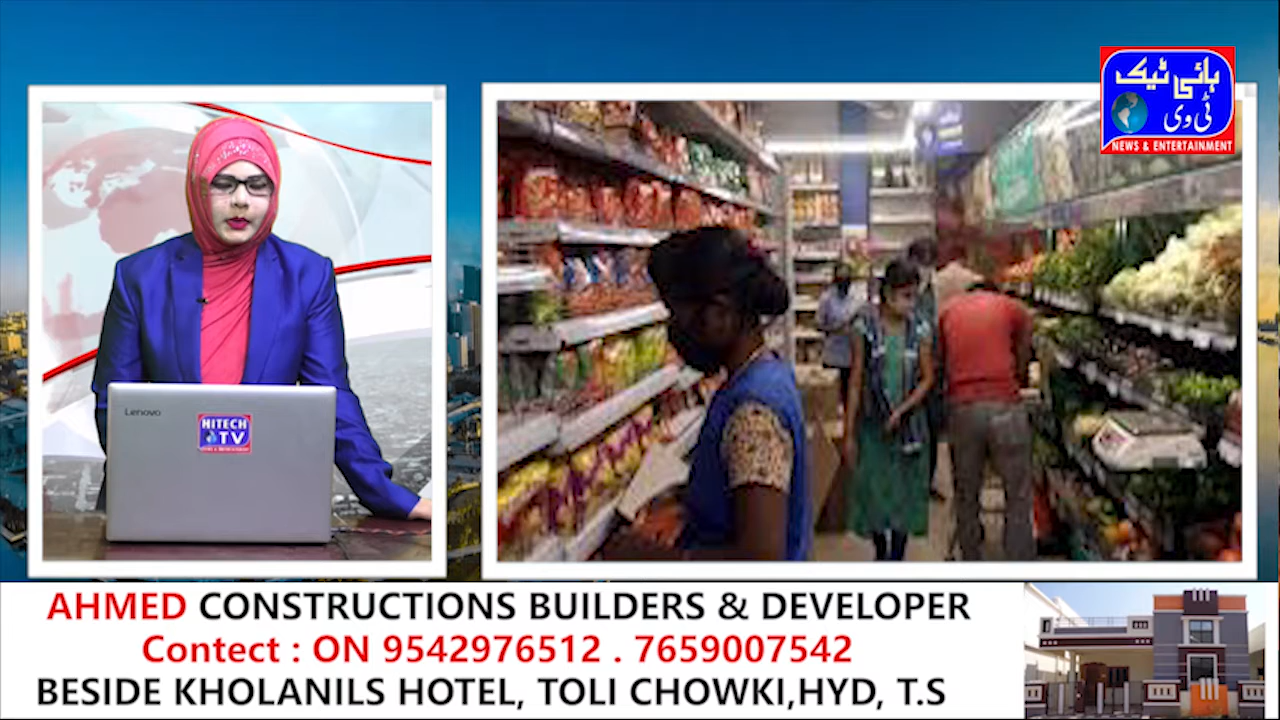 ہائی ٹیک
ٹی وی
NEWS & ENTERTAINMENT
Lenovo
HITECH
TV
AHMED CONSTRUCTIONS BUILDERS & DEVELOPER
Contect : ON 9542976512 . 7659007542
BESIDE KHOLANILS HOTEL, TOLI CHOWKI,HYD, T.S